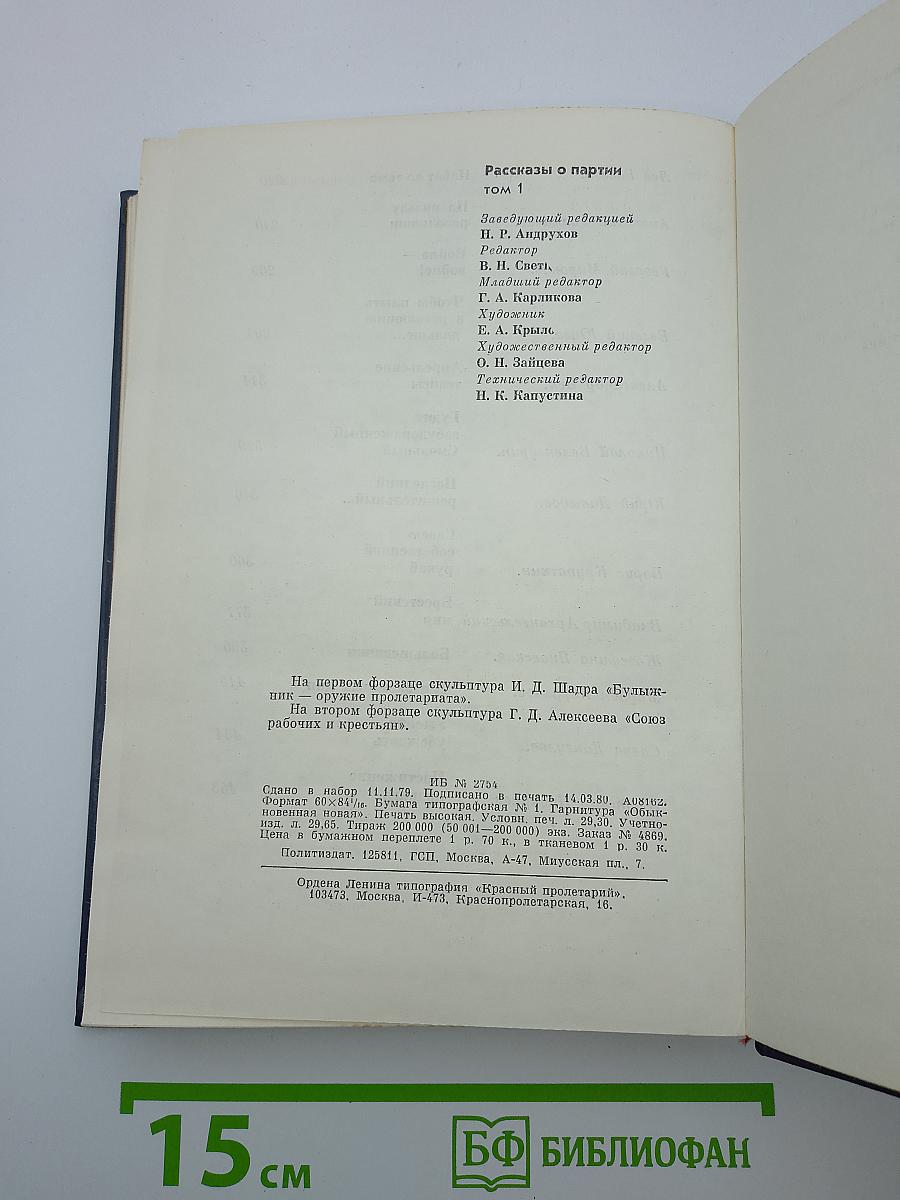 Рассказы о партии
том 1
Заведующий редакцией
Н. Р. Андрухов
Редактор
В. Н. Светц
Младший редактор
Г. А. Карликова
Художник
Е. А. Крыло
Художественный редактор
О. Н. Зайцева
Технический редактор
Н. К. Капустина
На первом форзаце скульптура И. Д. Шадра «Булыж-
ник — оружие пролетариата».
На втором форзаце скульптура Г. Д. Алексеева «Союз
рабочих и крестьян».
ИБ № 2754
Сдано в набор 11.11.79. Подписано в печать 14.03.80. А08162.
Формат 60×84¹/₁₆. Бумага типографская № 1. Гарнитура «Обык-
новенная новая». Печать высокая. Условн. печ. л. 29,30. Учетно-
изд. л. 29,65. Тираж 200 000 (50 001—200 000) экз. Заказ № 4869.
Цена в бумажном переплете 1 р. 70 к., в тканевом 1 р. 30 к.
Политиздат. 125811, ГСП, Москва, А-47, Миусская пл., 7.
Ордена Ленина типография «Красный пролетарий».
103473, Москва, И-473, Краснопролетарская, 16.
15 см
БФ БИБЛИОФАН